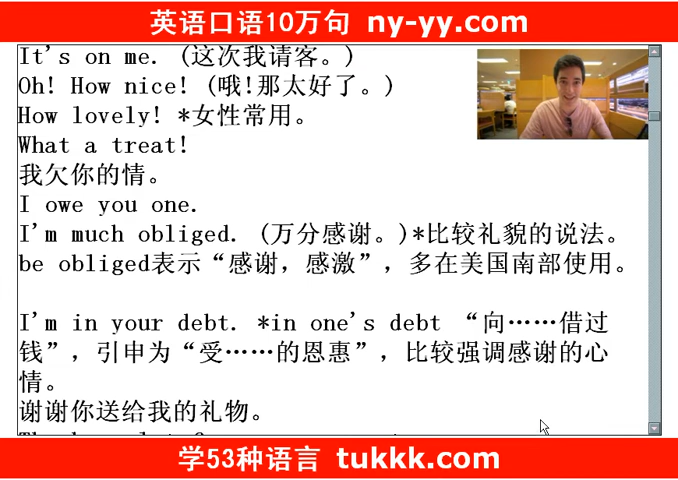 英语口语10万句 ny-yy.com
It's on me. (这次我请客。)
Oh! How nice! (哦!那太好了。)
How lovely! *女性常用。
What a treat!
我欠你的情。
I owe you one.
I'm much obliged. (万分感谢。)*比较礼貌的说法。
be obliged表示“感谢，感激”，多在美国南部使用。
I'm in your debt. *in one's debt “向……借过
钱”，引申为“受……的恩惠”，比较强调感谢的心
情。
谢谢你送给我的礼物。
学53种语言 tukkk.com